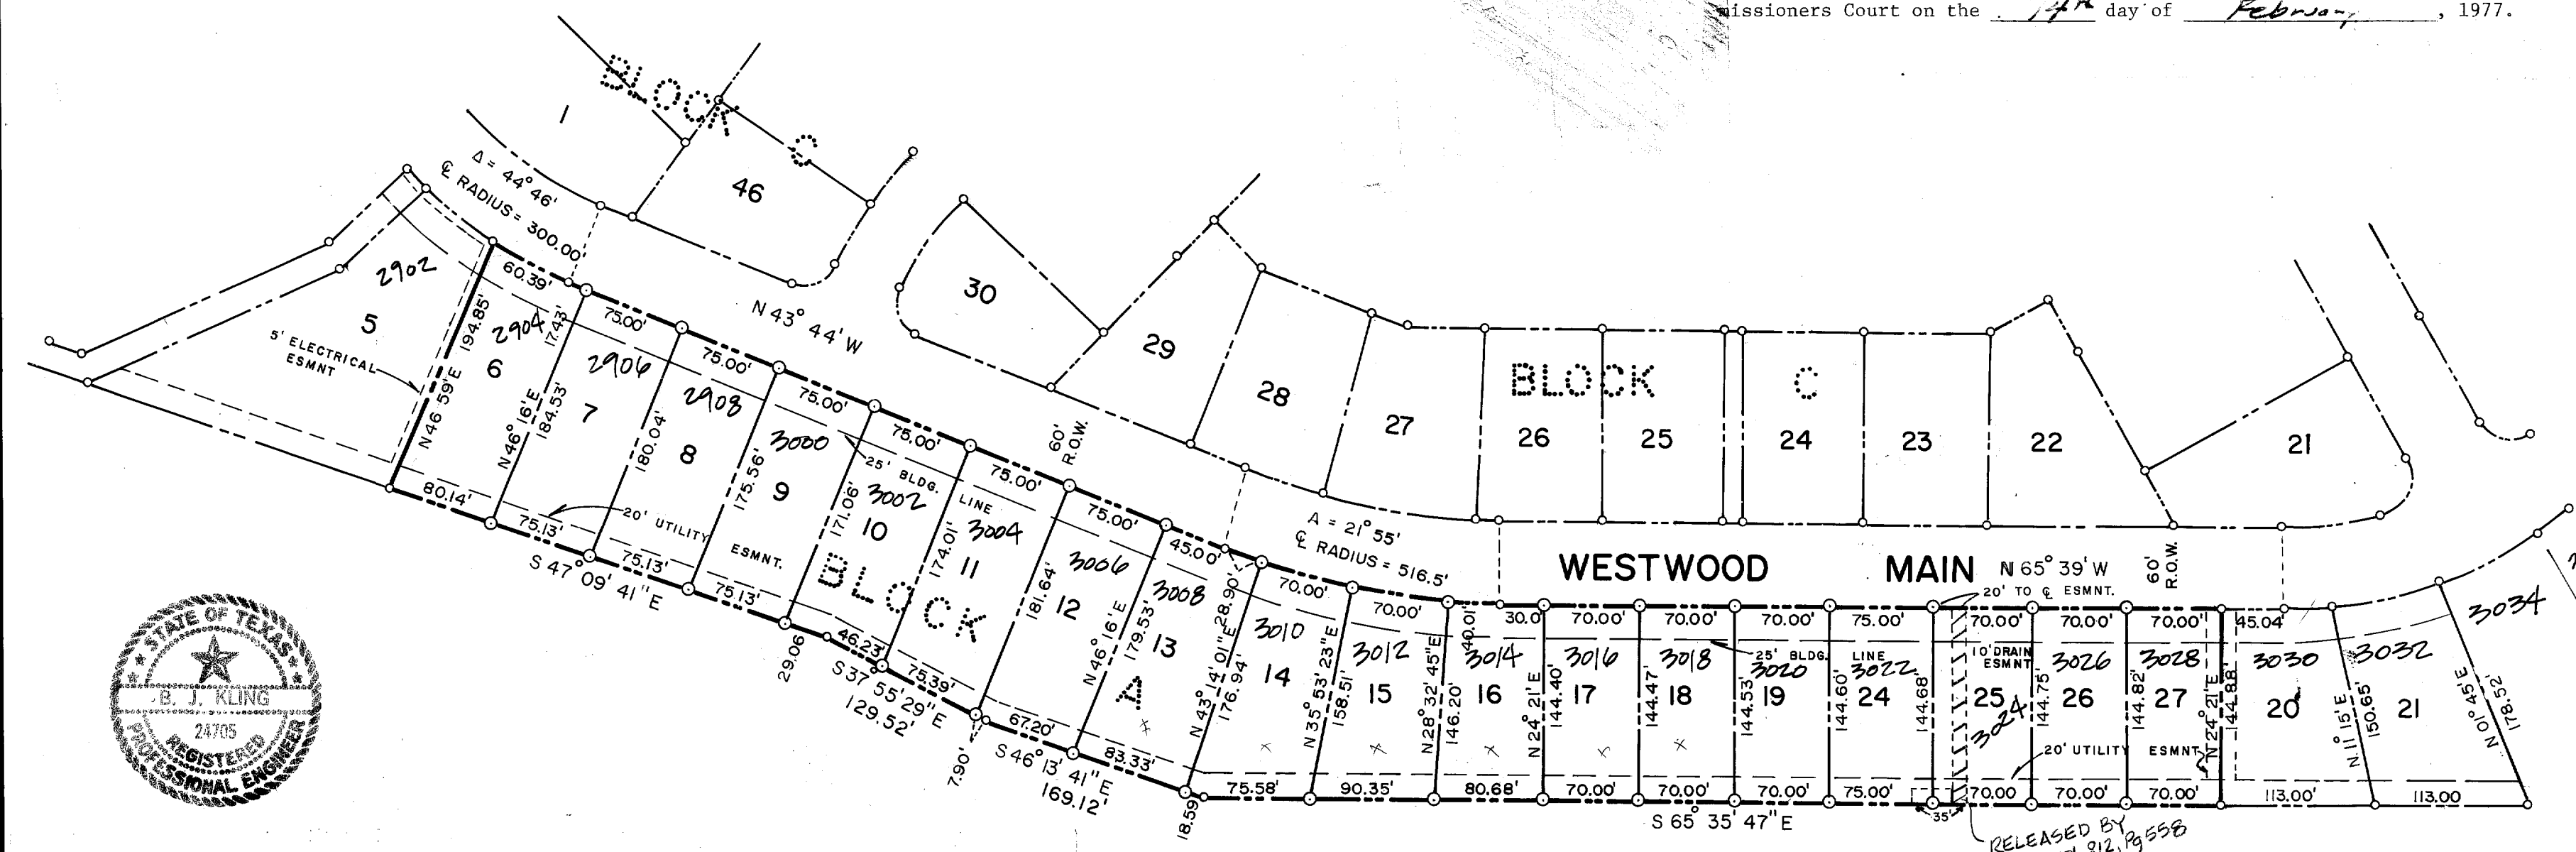 missioners Court on the 14th day of February, 1977.
BLOCK C
1
46
Δ = 44° 46'
℄ RADIUS = 300.00'
N 43° 44' W
60' R.O.W.
30
29
28
27
26
25
24
23
22
21
BLOCK C
Δ = 21° 55'
℄ RADIUS = 516.5'
WESTWOOD MAIN
N 65° 39' W
60' R.O.W.
20' TO ℄ ESMNT.
2902
5
5' ELECTRICAL
ESMNT
N 46 59' E 194.85'
60.39'
2904
6
17.43'
80.14'
N 46° 16' E
184.53'
75.00'
2906
7
75.13'
180.04'
75.00'
2908
8
75.13'
175.56'
75.00'
3000
9
75.13'
20' UTILITY ESMNT.
S 47° 09' 41" E
171.06'
75.00'
25' BLDG. LINE
3002
10
29.06
46.23'
174.01'
75.00'
3004
11
75.39'
S 37 55' 29" E
129.52'
BLOCK
A
181.64'
75.00'
3006
12
7.90'
67.20'
N 46° 16' E
179.53'
45.00'
28.90'
3008
13
83.33'
S 46° 13' 41" E
169.12'
18.59
N 43° 14' 01" E
176.94'
70.00'
3010
14
75.58'
N 35° 53' 23" E
158.51'
70.00'
3012
15
90.35'
N 28° 32' 45" E
146.20'
40.01'
30.0
3014
16
80.68'
N 24° 21' E
144.40'
70.00'
3016
17
70.00'
144.47'
70.00'
3018
18
70.00'
144.53'
70.00'
25' BLDG. LINE
3020
19
70.00'
144.60'
75.00'
3022
24
75.00'
144.68'
70.00'
10' DRAIN
ESMNT
25
3024
70.00
35'
144.75'
70.00'
3026
26
70.00'
144.82'
70.00'
3028
27
70.00'
20' UTILITY ESMNT
N 24° 21' E
144.88'
45.04'
3030
20
113.00'
N 11° 15' E
150.65'
3032
21
113.00
N 01° 45' E
178.52'
3034
S 65 35' 47" E
RELEASED BY
812, Pg 558
STATE OF TEXAS
B. J. KLING
24705
REGISTERED
PROFESSIONAL ENGINEER